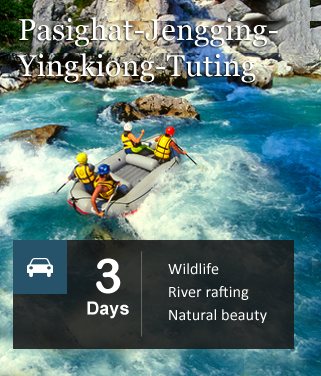 Pasighat-Jengging-
Yingkiong-Tuting
3
Days
Wildlife
River rafting
Natural beauty